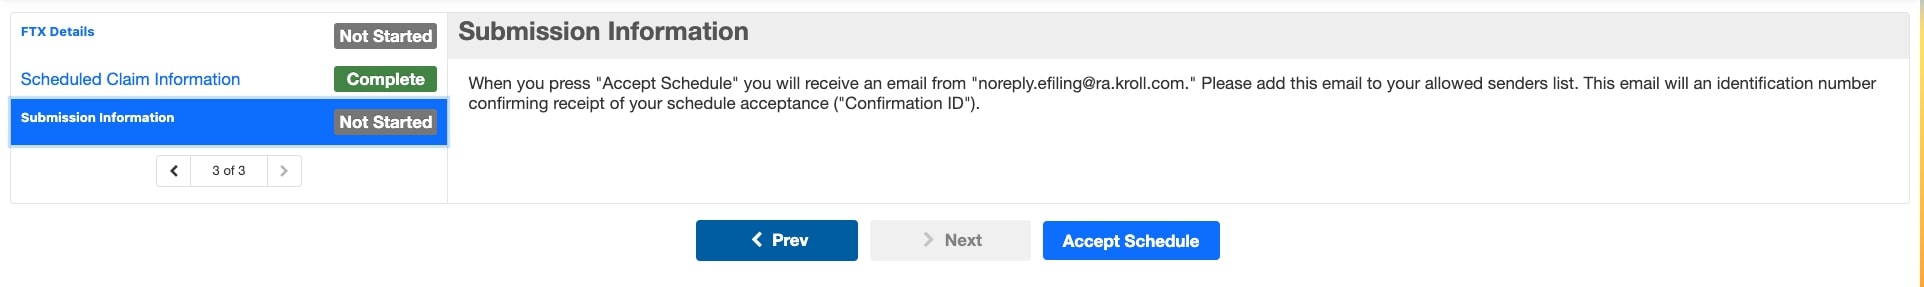 FTX Details
Not Started
Scheduled Claim Information
Complete
Submission Information
Not Started
3 of 3
Submission Information
When you press "Accept Schedule" you will receive an email from "noreply.efiling@ra.kroll.com." Please add this email to your allowed senders list. This email will an identification number
confirming receipt of your schedule acceptance ("Confirmation ID").
Prev
Next
Accept Schedule